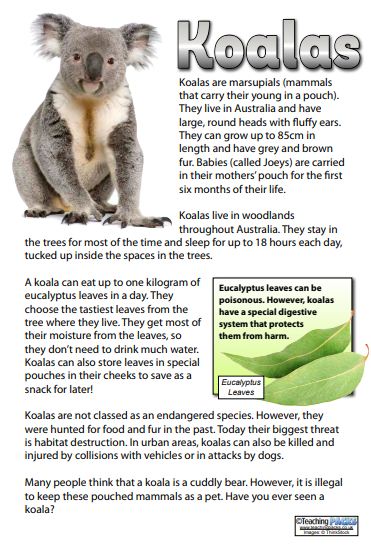 Koalas
Koalas are marsupials (mammals
that carry their young in a pouch).
They live in Australia and have
large, round heads with fluffy ears.
They can grow up to 85cm in
length and have grey and brown
fur. Babies (called Joeys) are carried
in their mothers' pouch for the first
six months of their life.
Koalas live in woodlands
throughout Australia. They stay in
the trees for most of the time and sleep for up to 18 hours each day,
tucked up inside the spaces in the trees.
A koala can eat up to one kilogram of
eucalyptus leaves in a day. They
choose the tastiest leaves from the
tree where they live. They get most of
their moisture from the leaves, so
they don't need to drink much water.
Koalas can also store leaves in special
pouches in their cheeks to save as a
snack for later!
Eucalyptus leaves can be
poisonous. However, koalas
have a special digestive
system that protects
them from harm.
Eucalyptus
Leaves
Koalas are not classed as an endangered species. However, they
were hunted for food and fur in the past. Today their biggest threat
is habitat destruction. In urban areas, koalas can also be killed and
injured by collisions with vehicles or in attacks by dogs.
Many people think that a koala is a cuddly bear. However, it is illegal
to keep these pouched mammals as a pet. Have you ever seen a
koala?
©Teaching PACKS
www.teachingpacks.co.uk
Images: © ThinkStock